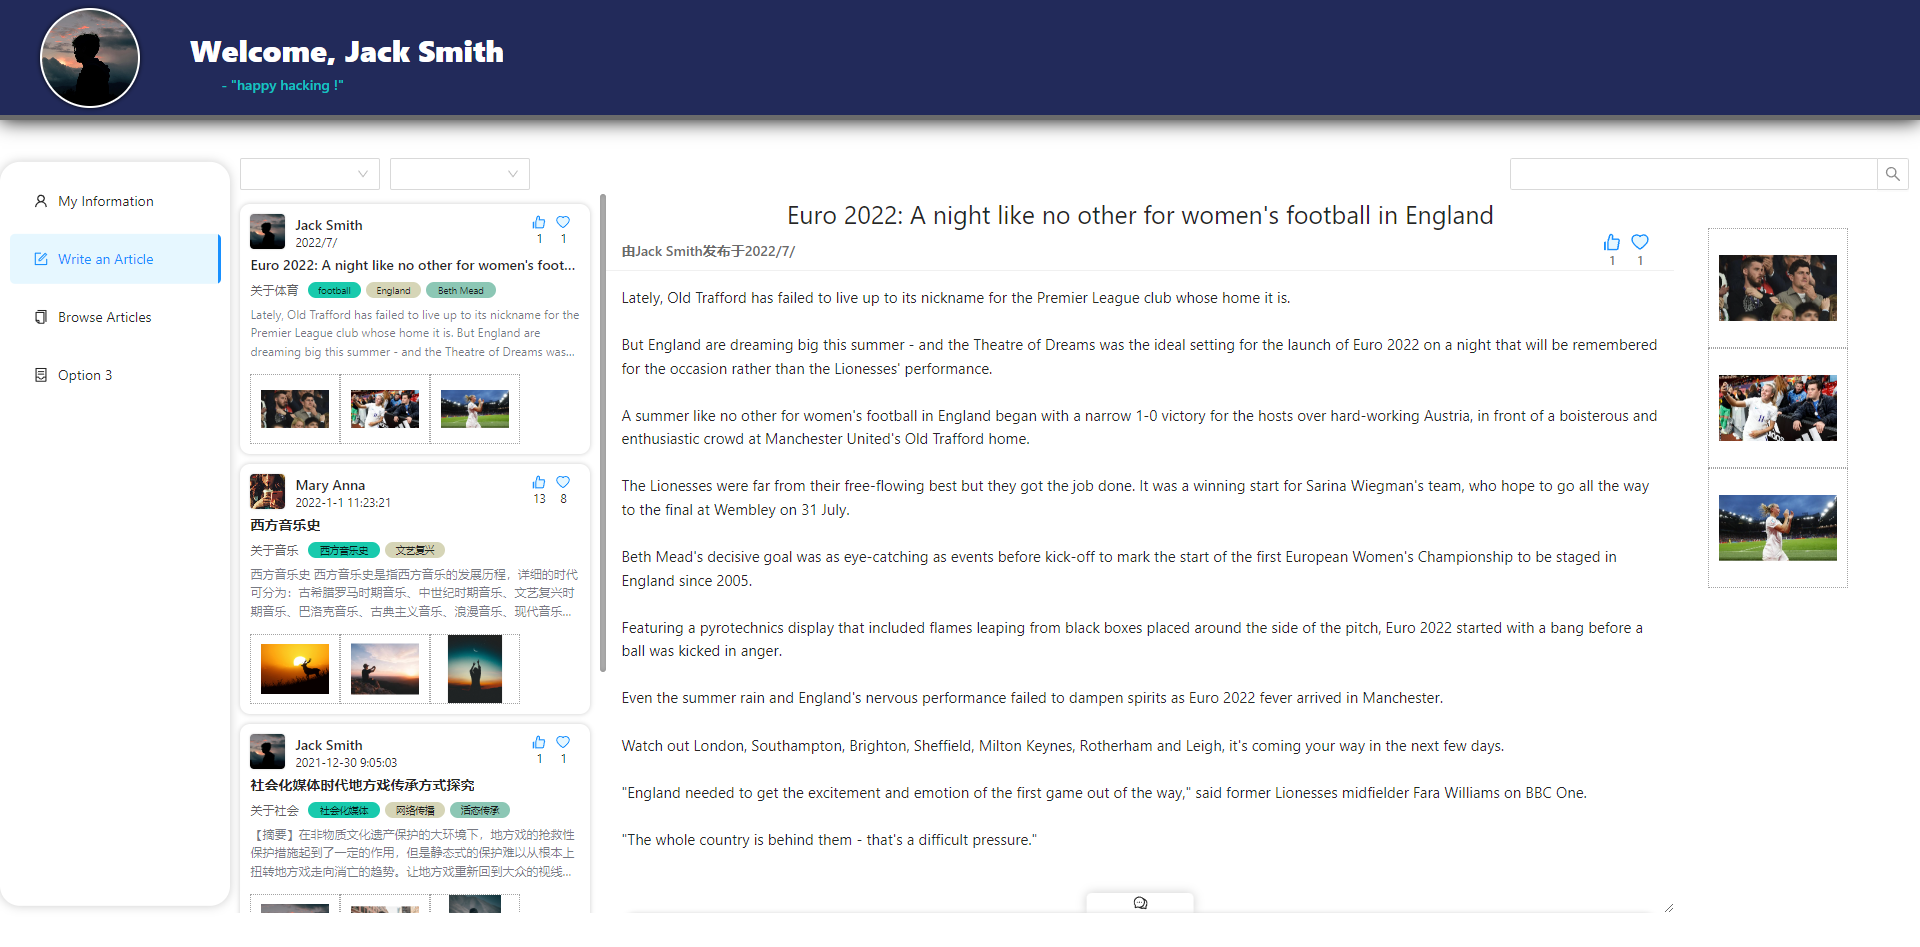 Welcome, Jack Smith
- "happy hacking !"
My Information
Write an Article
Browse Articles
Option 3
Jack Smith
2022/7/
1 1
Euro 2022: A night like no other for women's foot...
关于体育 football England Beth Mead
Lately, Old Trafford has failed to live up to its nickname for the
Premier League club whose home it is. But England are
dreaming big this summer - and the Theatre of Dreams was...
Mary Anna
2022-1-1 11:23:21
13 8
西方音乐史
关于音乐 西方音乐史 文艺复兴
西方音乐史 西方音乐史是指西方音乐的发展历程，详细的时代
可分为：古希腊罗马时期音乐、中世纪时期音乐、文艺复兴时
期音乐、巴洛克音乐、古典主义音乐、浪漫音乐、现代音乐...
Jack Smith
2021-12-30 9:05:03
1 1
社会化媒体时代地方戏传承方式探究
关于社会 社会化媒体 网络传播 活态传承
【摘要】在非物质文化遗产保护的大环境下，地方戏的抢救性
保护措施起到了一定的作用，但是静态式的保护难以从根本上
扭转地方戏走向消亡的趋势。让地方戏重新回到大众的视线...
Euro 2022: A night like no other for women's football in England
由Jack Smith发布于2022/7/
1 1
Lately, Old Trafford has failed to live up to its nickname for the Premier League club whose home it is.
But England are dreaming big this summer - and the Theatre of Dreams was the ideal setting for the launch of Euro 2022 on a night that will be remembered
for the occasion rather than the Lionesses' performance.
A summer like no other for women's football in England began with a narrow 1-0 victory for the hosts over hard-working Austria, in front of a boisterous and
enthusiastic crowd at Manchester United's Old Trafford home.
The Lionesses were far from their free-flowing best but they got the job done. It was a winning start for Sarina Wiegman's team, who hope to go all the way
to the final at Wembley on 31 July.
Beth Mead's decisive goal was as eye-catching as events before kick-off to mark the start of the first European Women's Championship to be staged in
England since 2005.
Featuring a pyrotechnics display that included flames leaping from black boxes placed around the side of the pitch, Euro 2022 started with a bang before a
ball was kicked in anger.
Even the summer rain and England's nervous performance failed to dampen spirits as Euro 2022 fever arrived in Manchester.
Watch out London, Southampton, Brighton, Sheffield, Milton Keynes, Rotherham and Leigh, it's coming your way in the next few days.
"England needed to get the excitement and emotion of the first game out of the way," said former Lionesses midfielder Fara Williams on BBC One.
"The whole country is behind them - that's a difficult pressure."